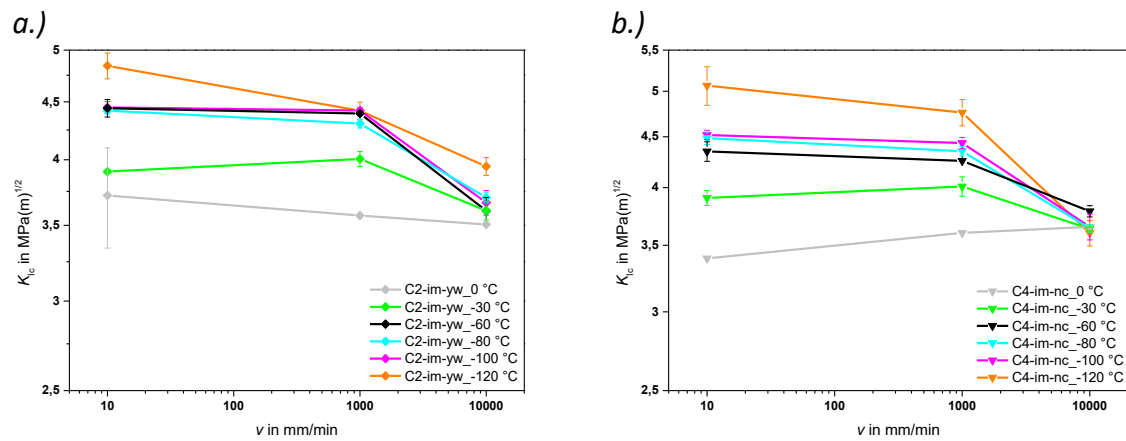 a.)
5
4,5
4
3,5
3
2,5
K_Ic in MPa(m)^1/2
C2-im-yw_0 °C
C2-im-yw_-30 °C
C2-im-yw_-60 °C
C2-im-yw_-80 °C
C2-im-yw_-100 °C
C2-im-yw_-120 °C
10 100 1000 10000
v in mm/min
b.)
5,5
5
4,5
4
3,5
3
2,5
K_Ic in MPa(m)^1/2
C4-im-nc_0 °C
C4-im-nc_-30 °C
C4-im-nc_-60 °C
C4-im-nc_-80 °C
C4-im-nc_-100 °C
C4-im-nc_-120 °C
10 100 1000 10000
v in mm/min